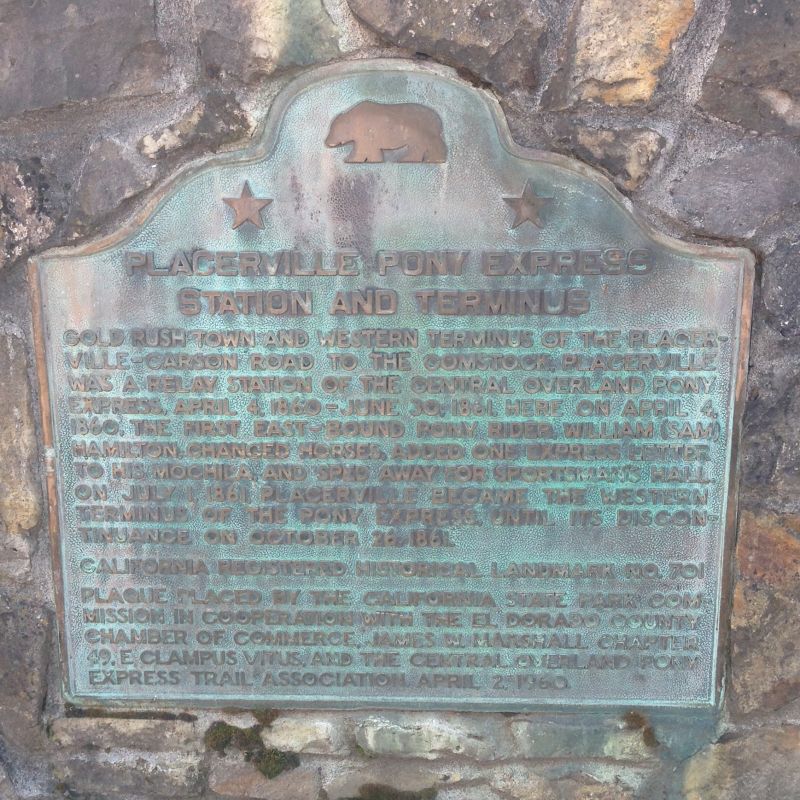 PLACERVILLE PONY EXPRESS
STATION AND TERMINUS
GOLD RUSH TOWN AND WESTERN TERMINUS OF THE PLACER-
VILLE-CARSON ROAD TO THE COMSTOCK, PLACERVILLE
WAS A RELAY STATION OF THE CENTRAL OVERLAND PONY
EXPRESS, APRIL 4, 1860-JUNE 30, 1861. HERE ON APRIL 4,
1860, THE FIRST EAST-BOUND PONY RIDER, WILLIAM (SAM)
HAMILTON, CHANGED HORSES, ADDED ONE EXPRESS LETTER
TO HIS MOCHILA, AND SPED AWAY FOR SPORTSMAN'S HALL.
ON JULY 1, 1861, PLACERVILLE BECAME THE WESTERN
TERMINUS OF THE PONY EXPRESS, UNTIL ITS DISCON-
TINUANCE ON OCTOBER 26, 1861.
CALIFORNIA REGISTERED HISTORICAL LANDMARK NO. 701
PLAQUE PLACED BY THE CALIFORNIA STATE PARK COM-
MISSION IN COOPERATION WITH THE EL DORADO COUNTY
CHAMBER OF COMMERCE, JAMES W. MARSHALL CHAPTER
49, E. CLAMPUS VITUS, AND THE CENTRAL OVERLAND PONY
EXPRESS TRAIL ASSOCIATION, APRIL 2, 1960.